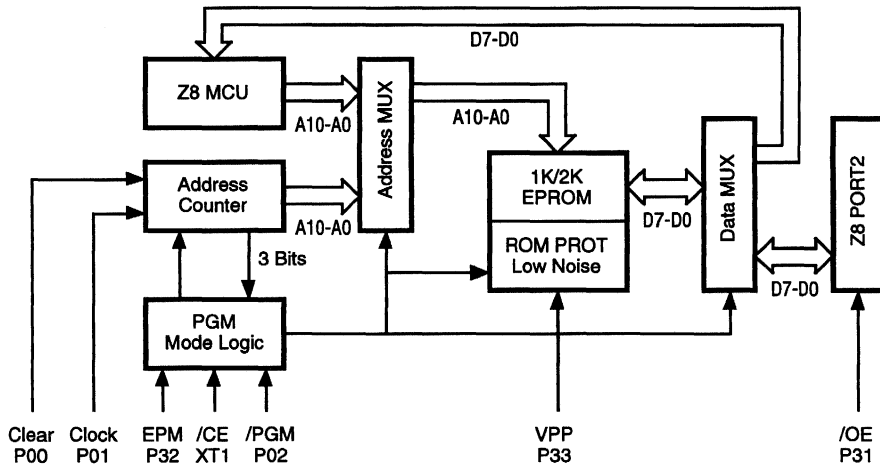 D7-D0
Z8 MCU
A10-A0
Address MUX
A10-A0
Address
Counter
A10-A0
3 Bits
1K/2K
EPROM
ROM PROT
Low Noise
D7-D0
Data MUX
D7-D0
Z8 PORT2
PGM
Mode Logic
Clear
P00
Clock
P01
EPM
P32
/CE
XT1
/PGM
P02
VPP
P33
/OE
P31